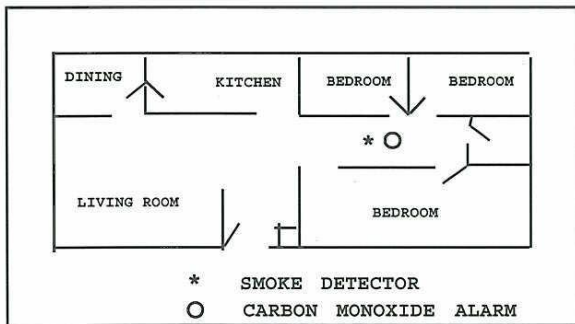 DINING
KITCHEN
BEDROOM
BEDROOM
* O
LIVING ROOM
BEDROOM
* SMOKE DETECTOR
O CARBON MONOXIDE ALARM